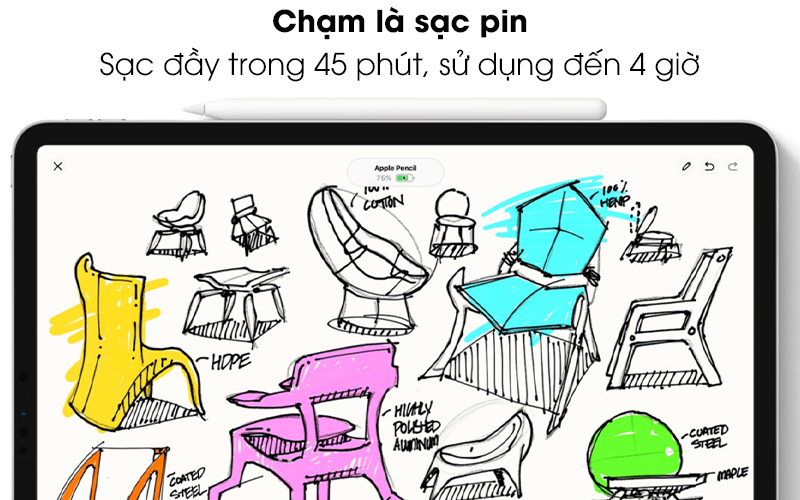 Chạm là sạc pin
Sạc đầy trong 45 phút, sử dụng đến 4 giờ
Apple Pencil
75%
100%
COTTON
100%
HEMP
HDPE
HIGHLY
POLISHED
ALUMINUM
COATED
STEEL
COATED
STEEL
MAPLE